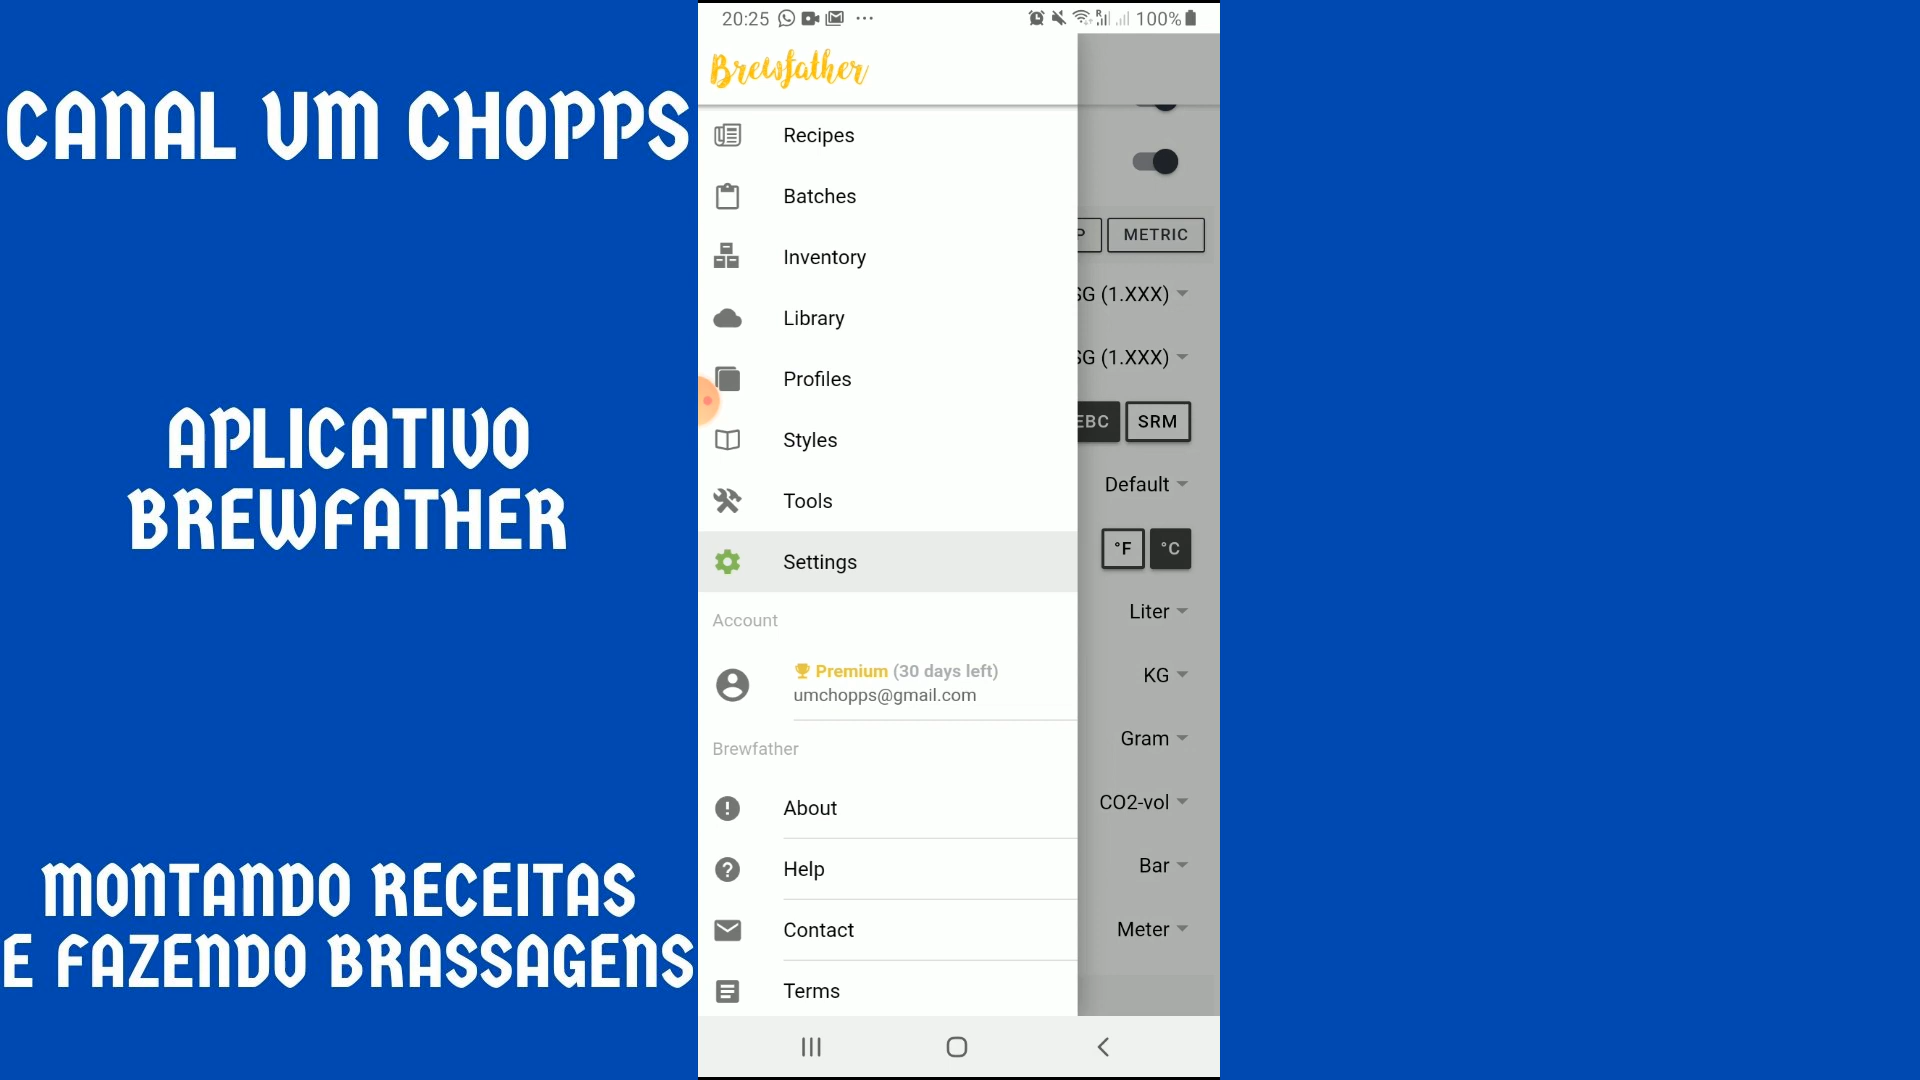 CANAL UM CHOPPS
APLICATIVO
BREWFATHER
MONTANDO RECEITAS
E FAZENDO BRASSAGENS
20:25
100%
Brewfather
Recipes
Batches
Inventory
Library
Profiles
Styles
Tools
Settings
Account
Premium (30 days left)
umchopps@gmail.com
Brewfather
About
Help
Contact
Terms
P METRIC
SG (1.XXX)
SG (1.XXX)
EBC SRM
Default
°F °C
Liter
KG
Gram
CO2-vol
Bar
Meter